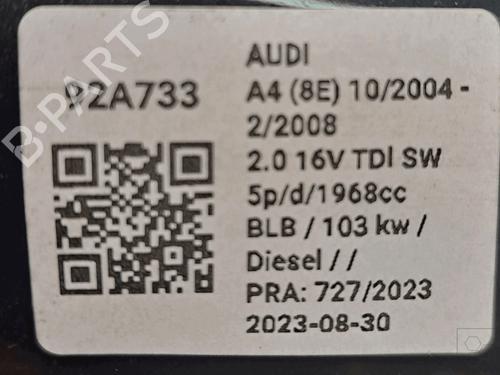 92A733
AUDI
A4 (8E) 10/2004 -
2/2008
2.0 16V TDI SW
5p/d/1968cc
BLB / 103 kw /
Diesel / /
PRA: 727/2023
2023-08-30
B-PARTS